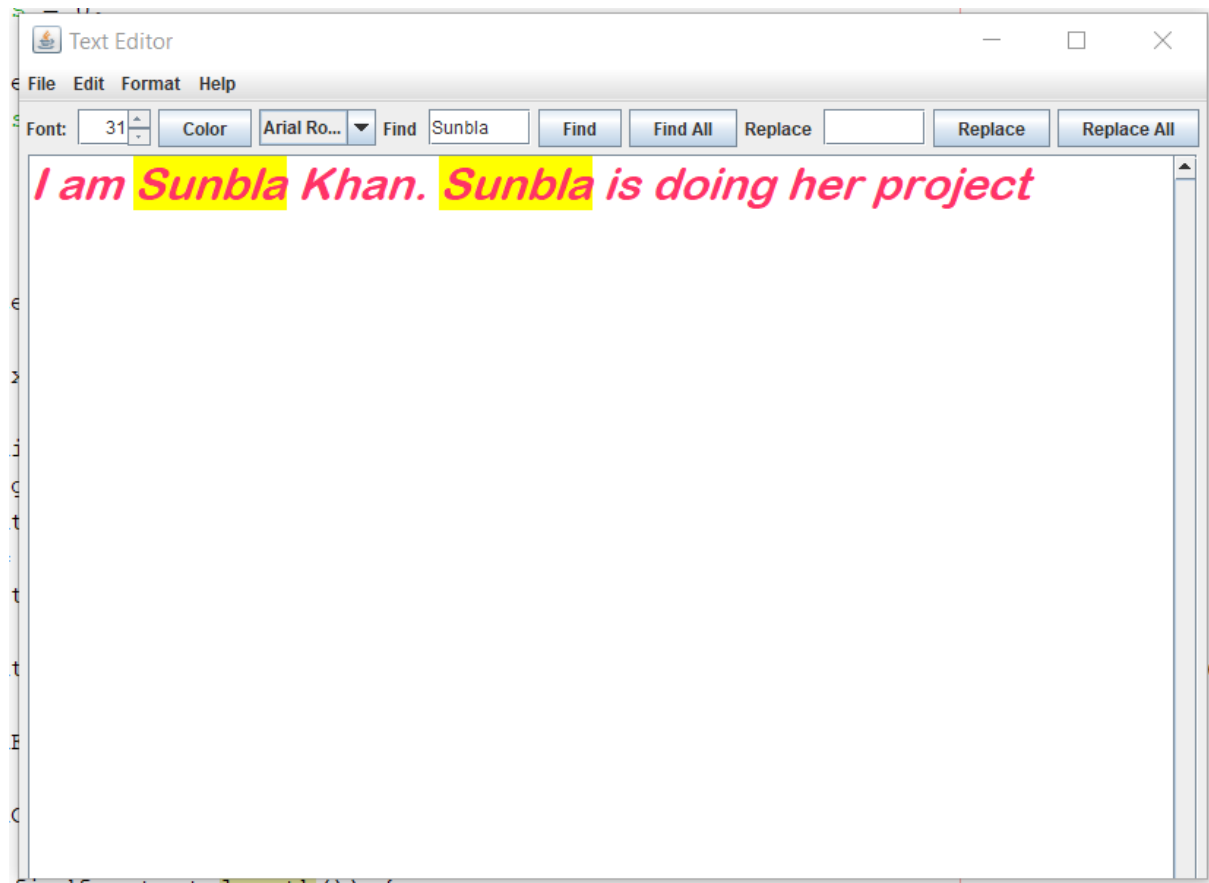 Text Editor
File Edit Format Help
Font: 31 Color Arial Ro... Find Sunbla Find Find All Replace Replace Replace All
I am Sunbla Khan. Sunbla is doing her project